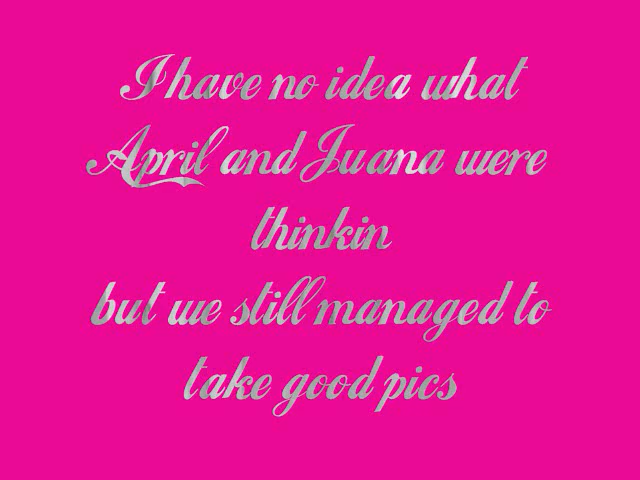 I have no idea what
April and Juana were
thinkin
but we still managed to
take good pics